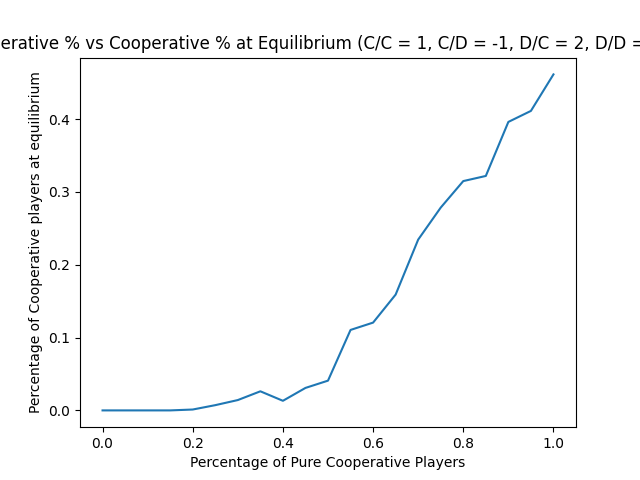 erative % vs Cooperative % at Equilibrium (C/C = 1, C/D = -1, D/C = 2, D/D =
Percentage of Cooperative players at equilibrium
0.4
0.3
0.2
0.1
0.0
0.0 0.2 0.4 0.6 0.8 1.0
Percentage of Pure Cooperative Players